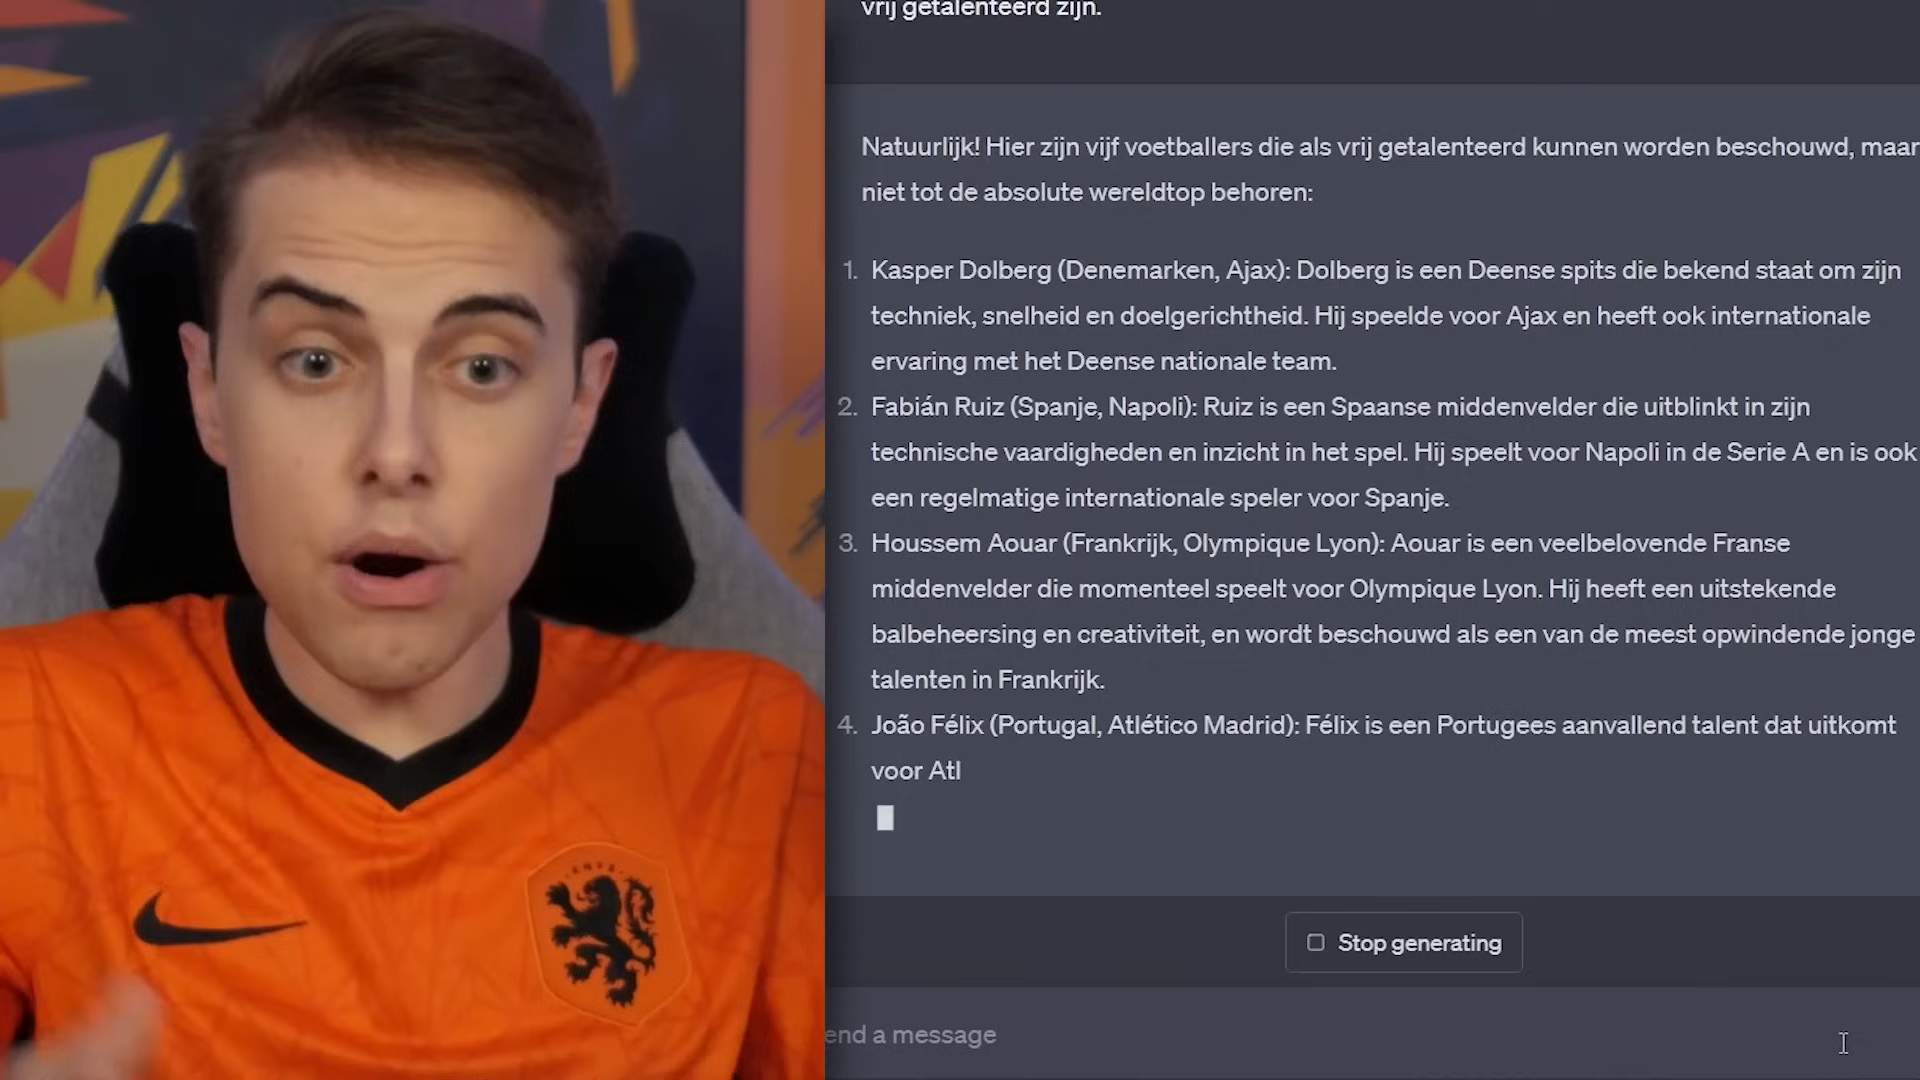 vrij getalenteerd zijn.
Natuurlijk! Hier zijn vijf voetballers die als vrij getalenteerd kunnen worden beschouwd, maar
niet tot de absolute wereldtop behoren:
1. Kasper Dolberg (Denemarken, Ajax): Dolberg is een Deense spits die bekend staat om zijn
techniek, snelheid en doelgerichtheid. Hij speelde voor Ajax en heeft ook internationale
ervaring met het Deense nationale team.
2. Fabián Ruiz (Spanje, Napoli): Ruiz is een Spaanse middenvelder die uitblinkt in zijn
technische vaardigheden en inzicht in het spel. Hij speelt voor Napoli in de Serie A en is ook
een regelmatige internationale speler voor Spanje.
3. Houssem Aouar (Frankrijk, Olympique Lyon): Aouar is een veelbelovende Franse
middenvelder die momenteel speelt voor Olympique Lyon. Hij heeft een uitstekende
balbeheersing en creativiteit, en wordt beschouwd als een van de meest opwindende jonge
talenten in Frankrijk.
4. João Félix (Portugal, Atlético Madrid): Félix is een Portugees aanvallend talent dat uitkomt
voor Atl
Stop generating
end a message